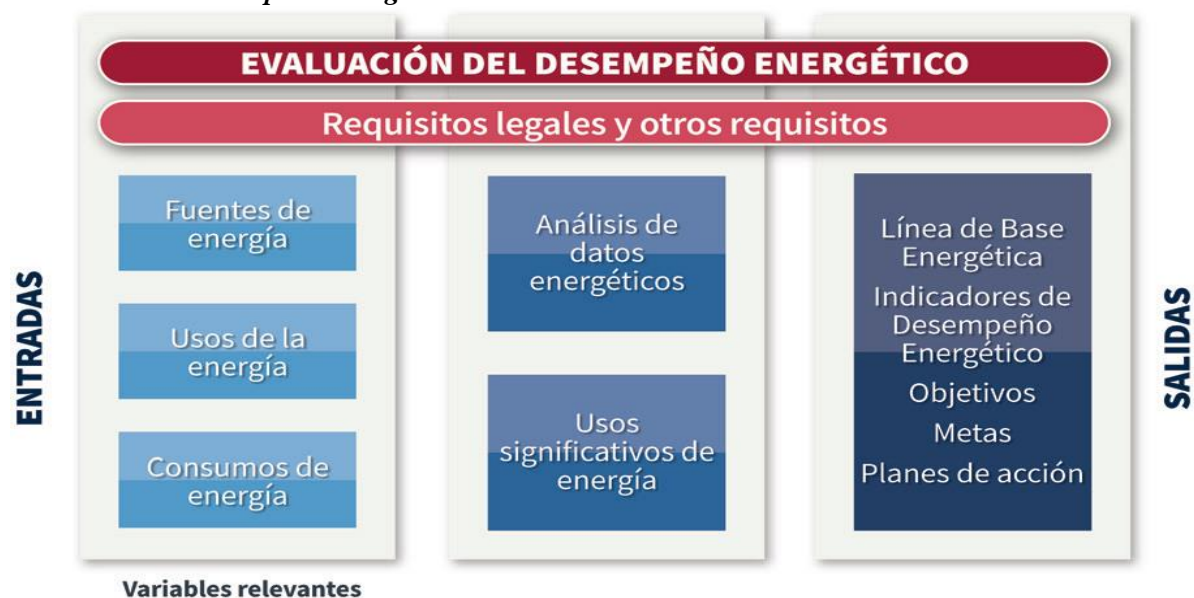 EVALUACIÓN DEL DESEMPEÑO ENERGÉTICO
Requisitos legales y otros requisitos
ENTRADAS
Fuentes de
energía
Usos de la
energía
Consumos de
energía
Variables relevantes
Análisis de
datos
energéticos
Usos
significativos de
energía
Línea de Base
Energética
Indicadores de
Desempeño
Energético
Objetivos
Metas
Planes de acción
SALIDAS